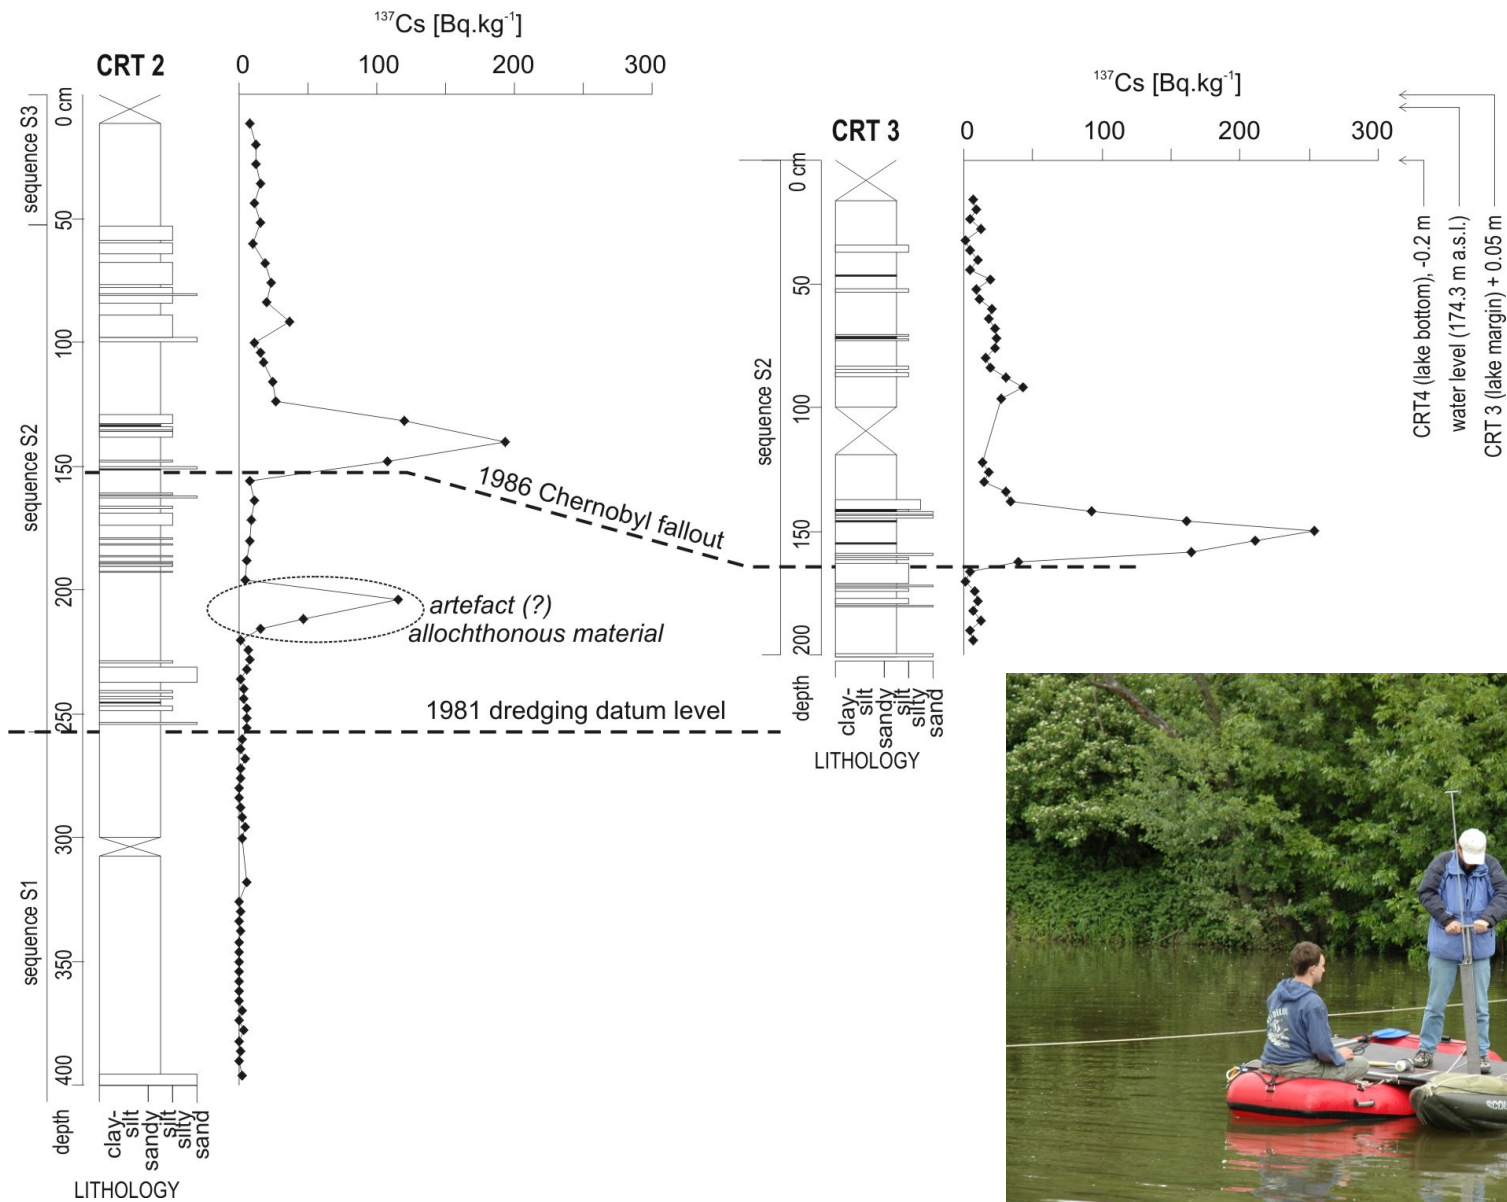 ¹³⁷Cs [Bq.kg⁻¹]
CRT 2
0 100 200 300
sequence S3
sequence S2
sequence S1
0 cm
50
100
150
200
250
300
350
400
depth
clay-
silt
sandy
silt
silty
sand
LITHOLOGY
1986 Chernobyl fallout
artefact (?)
allochthonous material
1981 dredging datum level
¹³⁷Cs [Bq.kg⁻¹]
CRT 3
0 100 200 300
sequence S2
0 cm
50
100
150
200
depth
clay-
silt
sandy
silt
silty
sand
LITHOLOGY
CRT4 (lake bottom), -0.2 m
water level (174.3 m a.s.l.)
CRT 3 (lake margin) + 0.05 m